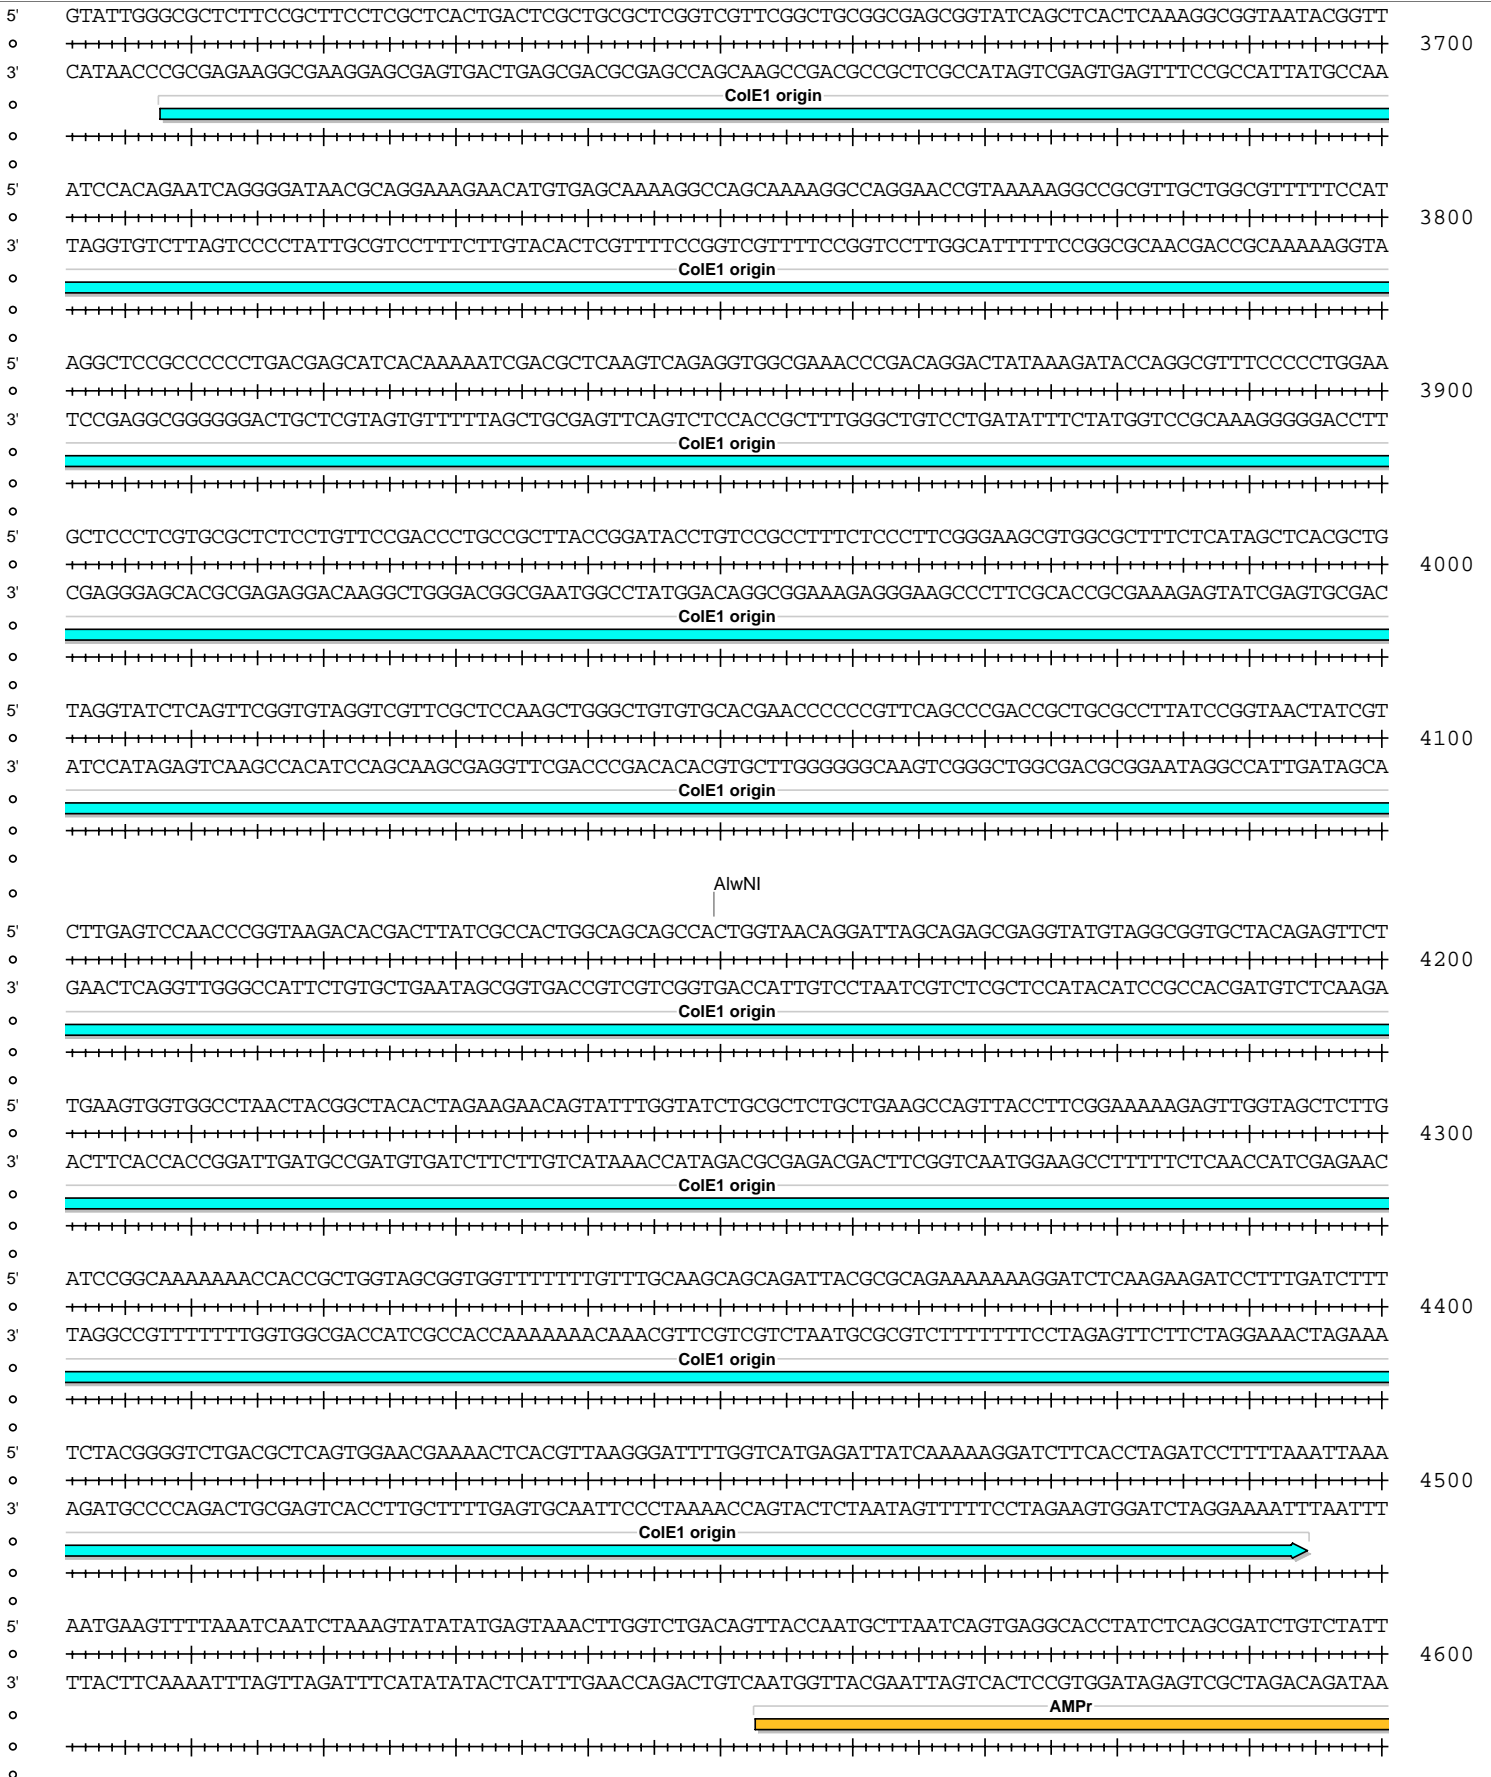 5' GTATTGGGCGCTCTTCCGCTTCCTCGCTCACTGACTCGCTGCGCTCGGTCGTTCGGCTGCGGCGAGCGGTATCAGCTCACTCAAAGGCGGTAATACGGTT
3700
3' CATAACCCGCGAGAAGGCGAAGGAGCGAGTGACTGAGCGACGCGAGCCAGCAAGCCGACGCCGCTCGCCATAGTCGAGTGAGTTTCCGCCATTATGCCAA
ColE1 origin
5' ATCCACAGAATCAGGGGATAACGCAGGAAAGAACATGTGAGCAAAAGGCCAGCAAAAGGCCAGGAACCGTAAAAAGGCCGCGTTGCTGGCGTTTTTCCAT
3800
3' TAGGTGTCTTAGTCCCCTATTGCGTCCTTTCTTGTACACTCGTTTTCCGGTCGTTTTCCGGTCCTTGGCATTTTTCCGGCGCAACGACCGCAAAAAGGTA
ColE1 origin
5' AGGCTCCGCCCCCCTGACGAGCATCACAAAAATCGACGCTCAAGTCAGAGGTGGCGAAACCCGACAGGACTATAAAGATACCAGGCGTTTCCCCCTGGAA
3900
3' TCCGAGGCGGGGGGACTGCTCGTAGTGTTTTTAGCTGCGAGTTCAGTCTCCACCGCTTTGGGCTGTCCTGATATTTCTATGGTCCGCAAAGGGGGACCTT
ColE1 origin
5' GCTCCCTCGTGCGCTCTCCTGTTCCGACCCTGCCGCTTACCGGATACCTGTCCGCCTTTCTCCCTTCGGGAAGCGTGGCGCTTTCTCATAGCTCACGCTG
4000
3' CGAGGGAGCACGCGAGAGGACAAGGCTGGGACGGCGAATGGCCTATGGACAGGCGGAAAGAGGGAAGCCCTTCGCACCGCGAAAGAGTATCGAGTGCGAC
ColE1 origin
5' TAGGTATCTCAGTTCGGTGTAGGTCGTTCGCTCCAAGCTGGGCTGTGTGCACGAACCCCCCGTTCAGCCCGACCGCTGCGCCTTATCCGGTAACTATCGT
4100
3' ATCCATAGAGTCAAGCCACATCCAGCAAGCGAGGTTCGACCCGACACACGTGCTTGGGGGGCAAGTCGGGCTGGCGACGCGGAATAGGCCATTGATAGCA
ColE1 origin
AlwNI
5' CTTGAGTCCAACCCGGTAAGACACGACTTATCGCCACTGGCAGCAGCCACTGGTAACAGGATTAGCAGAGCGAGGTATGTAGGCGGTGCTACAGAGTTCT
4200
3' GAACTCAGGTTGGGCCATTCTGTGCTGAATAGCGGTGACCGTCGTCGGTGACCATTGTCCTAATCGTCTCGCTCCATACATCCGCCACGATGTCTCAAGA
ColE1 origin
5' TGAAGTGGTGGCCTAACTACGGCTACACTAGAAGAACAGTATTTGGTATCTGCGCTCTGCTGAAGCCAGTTACCTTCGGAAAAAGAGTTGGTAGCTCTTG
4300
3' ACTTCACCACCGGATTGATGCCGATGTGATCTTCTTGTCATAAACCATAGACGCGAGACGACTTCGGTCAATGGAAGCCTTTTTCTCAACCATCGAGAAC
ColE1 origin
5' ATCCGGCAAAAAAACCACCGCTGGTAGCGGTGGTTTTTTTGTTTGCAAGCAGCAGATTACGCGCAGAAAAAAAGGATCTCAAGAAGATCCTTTGATCTTT
4400
3' TAGGCCGTTTTTTTGGTGGCGACCATCGCCACCAAAAAAACAAACGTTCGTCGTCTAATGCGCGTCTTTTTTTCCTAGAGTTCTTCTAGGAAACTAGAAA
ColE1 origin
5' TCTACGGGGTCTGACGCTCAGTGGAACGAAAACTCACGTTAAGGGATTTTGGTCATGAGATTATCAAAAAGGATCTTCACCTAGATCCTTTTAAATTAAA
4500
3' AGATGCCCCAGACTGCGAGTCACCTTGCTTTTGAGTGCAATTCCCTAAAACCAGTACTCTAATAGTTTTTCCTAGAAGTGGATCTAGGAAAATTTAATTT
ColE1 origin
5' AATGAAGTTTTAAATCAATCTAAAGTATATATGAGTAAACTTGGTCTGACAGTTACCAATGCTTAATCAGTGAGGCACCTATCTCAGCGATCTGTCTATT
4600
3' TTACTTCAAAATTTAGTTAGATTTCATATATACTCATTTGAACCAGACTGTCAATGGTTACGAATTAGTCACTCCGTGGATAGAGTCGCTAGACAGATAA
AMPr